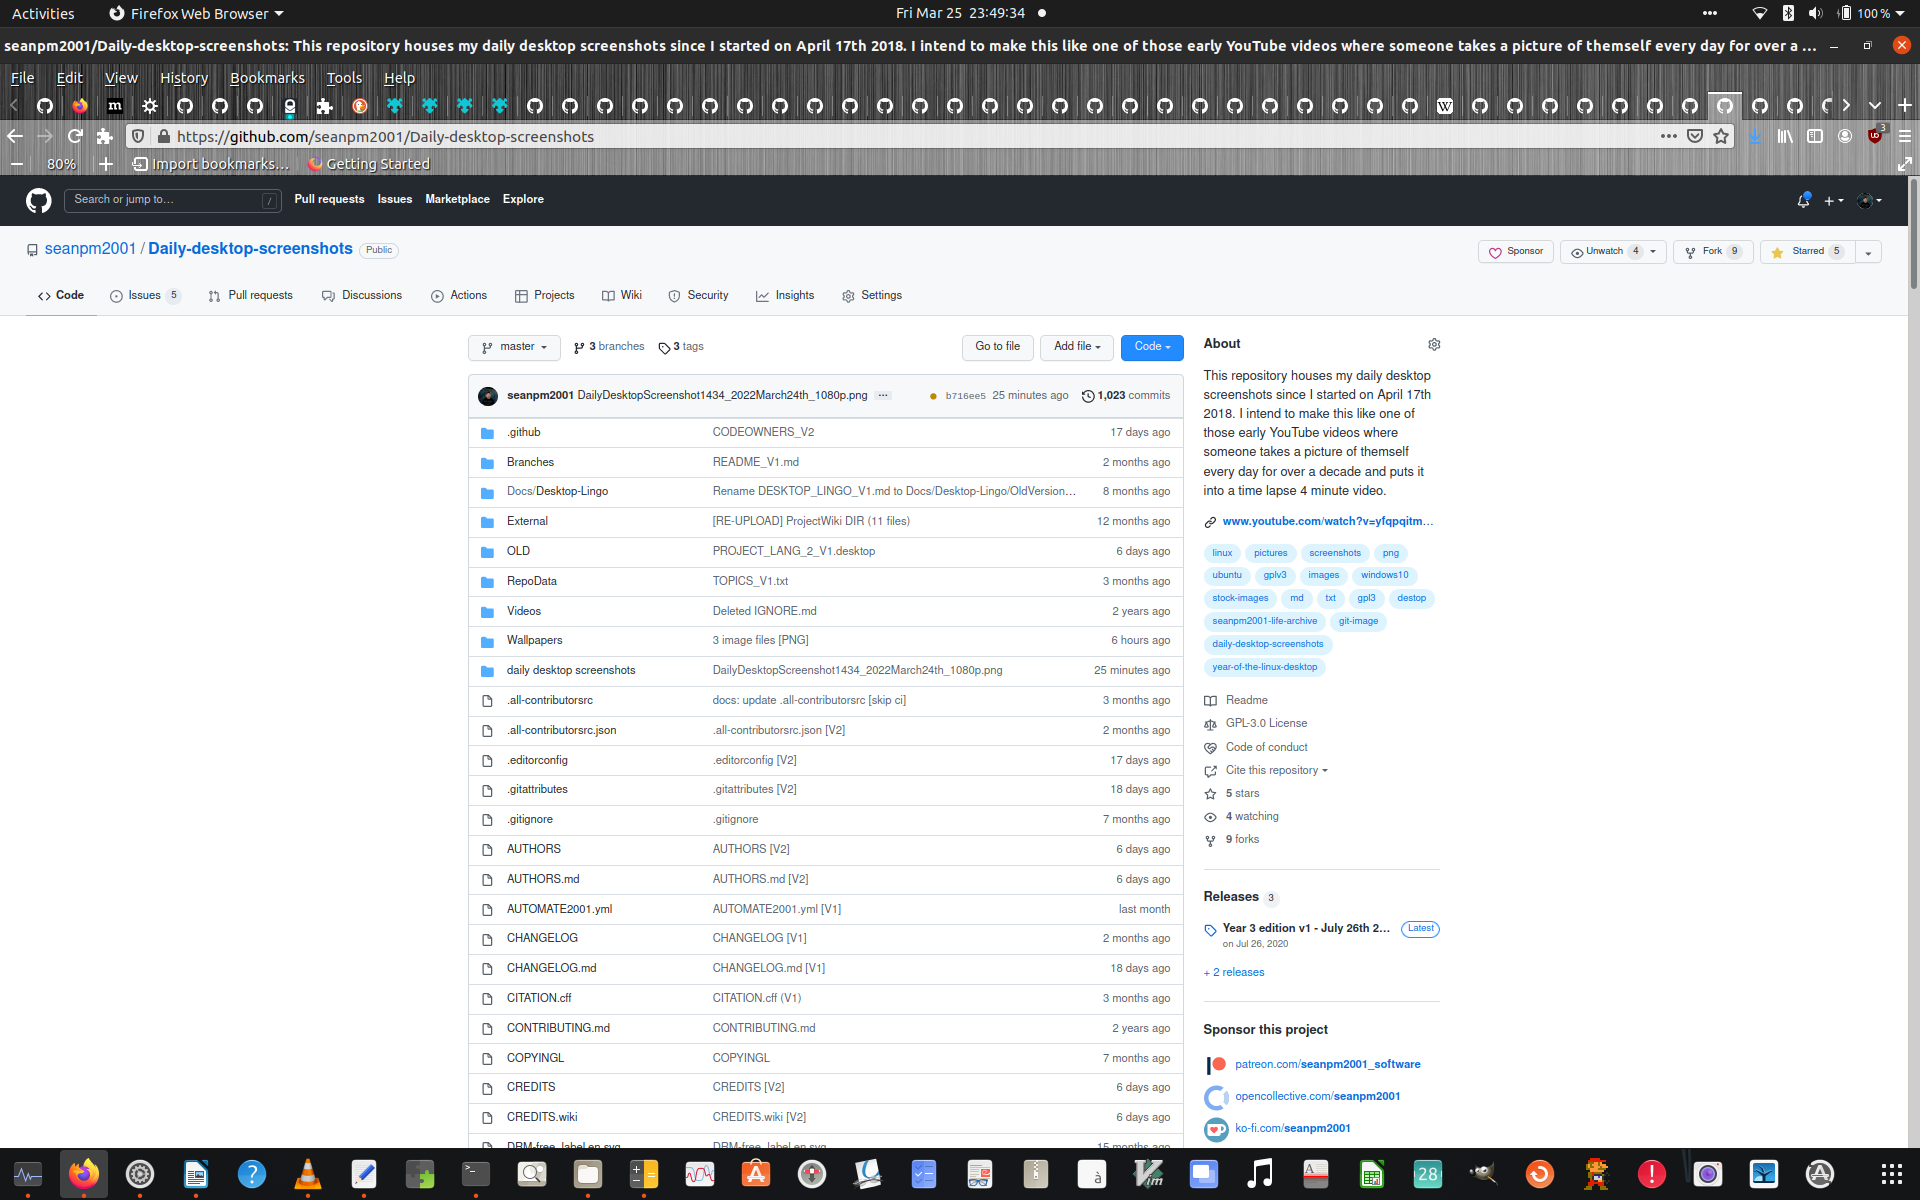 Activities
Firefox Web Browser
Fri Mar 25 23:49:34
100 %
seanpm2001/Daily-desktop-screenshots: This repository houses my daily desktop screenshots since I started on April 17th 2018. I intend to make this like one of those early YouTube videos where someone takes a picture of themself every day for over a ...
File Edit View History Bookmarks Tools Help
https://github.com/seanpm2001/Daily-desktop-screenshots
3
80%
Import bookmarks...
Getting Started
Search or jump to...
/
Pull requests
Issues
Marketplace
Explore
seanpm2001 / Daily-desktop-screenshots
Public
Sponsor
Unwatch 4
Fork 9
Starred 5
Code
Issues 5
Pull requests
Discussions
Actions
Projects
Wiki
Security
Insights
Settings
master
3 branches
3 tags
Go to file
Add file
Code
seanpm2001 DailyDesktopScreenshot1434_2022March24th_1080p.png ... b716ee5 25 minutes ago 1,023 commits
.github CODEOWNERS_V2 17 days ago
Branches README_V1.md 2 months ago
Docs/Desktop-Lingo Rename DESKTOP_LINGO_V1.md to Docs/Desktop-Lingo/OldVersion... 8 months ago
External [RE-UPLOAD] ProjectWiki DIR (11 files) 12 months ago
OLD PROJECT_LANG_2_V1.desktop 6 days ago
RepoData TOPICS_V1.txt 3 months ago
Videos Deleted IGNORE.md 2 years ago
Wallpapers 3 image files [PNG] 6 hours ago
daily desktop screenshots DailyDesktopScreenshot1434_2022March24th_1080p.png 25 minutes ago
.all-contributorsrc docs: update .all-contributorsrc [skip ci] 3 months ago
.all-contributorsrc.json .all-contributorsrc.json [V2] 2 months ago
.editorconfig .editorconfig [V2] 17 days ago
.gitattributes .gitattributes [V2] 18 days ago
.gitignore .gitignore 7 months ago
AUTHORS AUTHORS [V2] 6 days ago
AUTHORS.md AUTHORS.md [V2] 6 days ago
AUTOMATE2001.yml AUTOMATE2001.yml [V1] last month
CHANGELOG CHANGELOG [V1] 2 months ago
CHANGELOG.md CHANGELOG.md [V1] 18 days ago
CITATION.cff CITATION.cff (V1) 3 months ago
CONTRIBUTING.md CONTRIBUTING.md 2 years ago
COPYINGL COPYINGL 7 months ago
CREDITS CREDITS [V2] 6 days ago
CREDITS.wiki CREDITS.wiki [V2] 6 days ago
DRM-free_label.en.svg DRM-free_label.en.svg 15 months ago
About
This repository houses my daily desktop
screenshots since I started on April 17th
2018. I intend to make this like one of
those early YouTube videos where
someone takes a picture of themself
every day for over a decade and puts it
into a time lapse 4 minute video.
www.youtube.com/watch?v=yfqpqitm...
linux pictures screenshots png
ubuntu gplv3 images windows10
stock-images md txt gpl3 destop
seanpm2001-life-archive git-image
daily-desktop-screenshots
year-of-the-linux-desktop
Readme
GPL-3.0 License
Code of conduct
Cite this repository
5 stars
4 watching
9 forks
Releases 3
Year 3 edition v1 - July 26th 2... Latest
on Jul 26, 2020
+ 2 releases
Sponsor this project
patreon.com/seanpm2001_software
opencollective.com/seanpm2001
ko-fi.com/seanpm2001
28